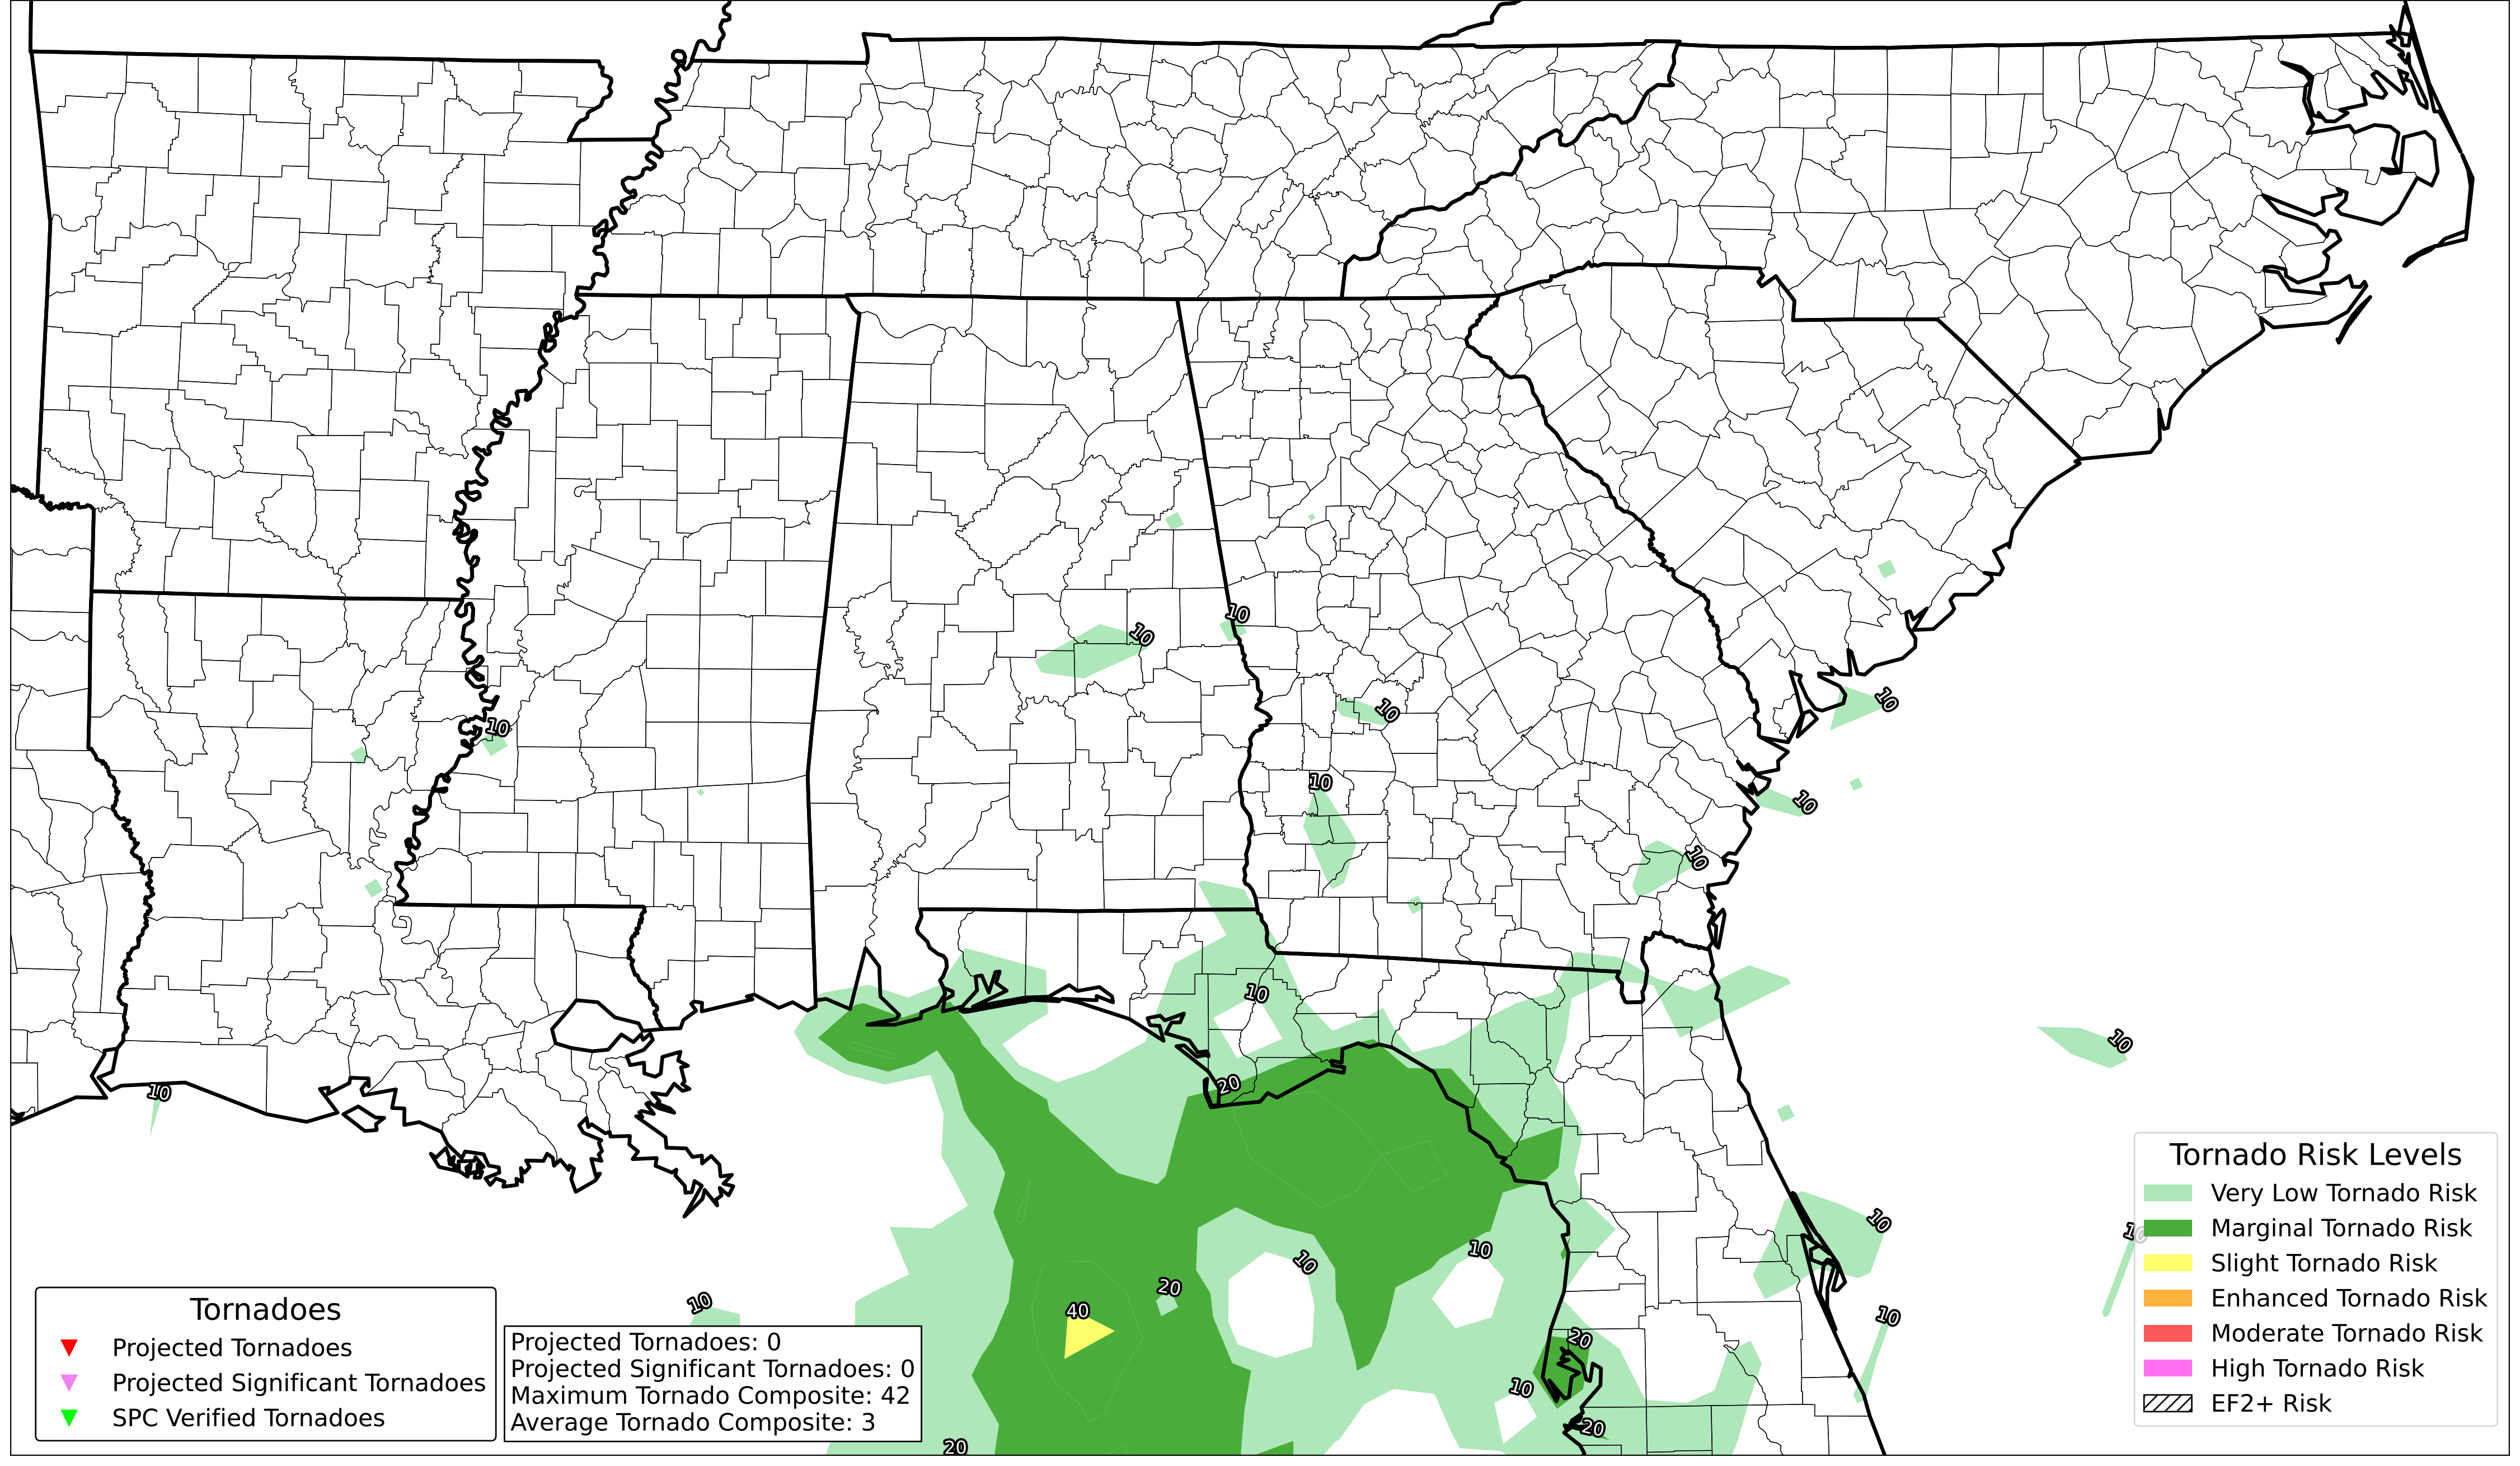 10
10
10
10
10
10
10
10
10
20
10
10
10
10
10
10
20
10
40
10
10
20
10
20
20
Tornadoes
Projected Tornadoes
Projected Significant Tornadoes
SPC Verified Tornadoes
Projected Tornadoes: 0
Projected Significant Tornadoes: 0
Maximum Tornado Composite: 42
Average Tornado Composite: 3
Tornado Risk Levels
Very Low Tornado Risk
Marginal Tornado Risk
Slight Tornado Risk
Enhanced Tornado Risk
Moderate Tornado Risk
High Tornado Risk
EF2+ Risk